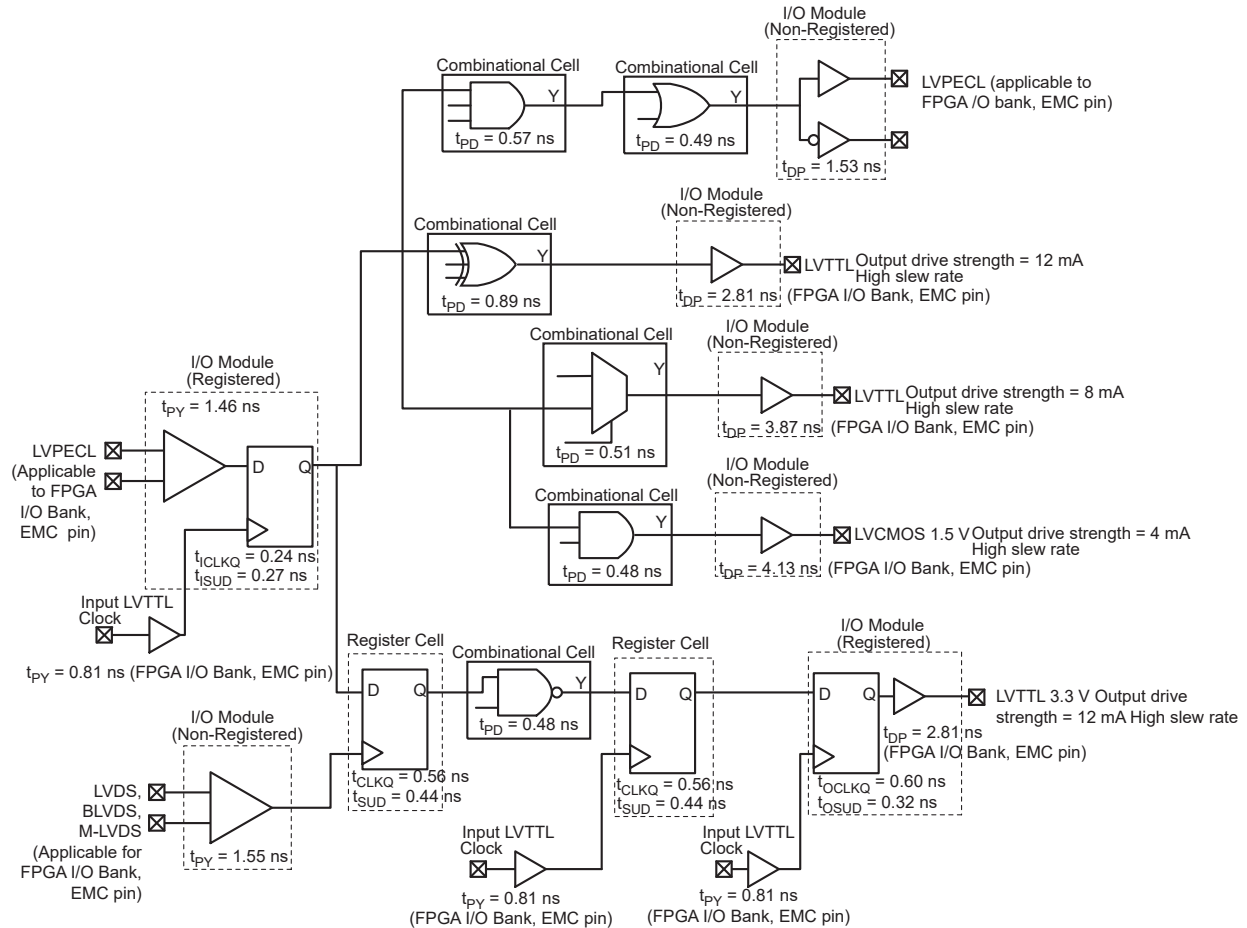 I/O Module
(Non-Registered)
Combinational Cell
Y
tPD = 0.57 ns
Combinational Cell
Y
tPD = 0.49 ns
tDP = 1.53 ns
LVPECL (applicable to
FPGA /O bank, EMC pin)
I/O Module
(Non-Registered)
Combinational Cell
Y
tPD = 0.89 ns
tDP = 2.81 ns
LVTTL Output drive strength = 12 mA
High slew rate
(FPGA I/O Bank, EMC pin)
I/O Module
(Non-Registered)
Combinational Cell
Y
tPD = 0.51 ns
tDP = 3.87 ns
LVTTL Output drive strength = 8 mA
High slew rate
(FPGA I/O Bank, EMC pin)
I/O Module
(Registered)
tPY = 1.46 ns
LVPECL
(Applicable
to FPGA
I/O Bank,
EMC pin)
D
Q
tICLKQ = 0.24 ns
tISUD = 0.27 ns
Input LVTTL
Clock
tPY = 0.81 ns (FPGA I/O Bank, EMC pin)
I/O Module
(Non-Registered)
Combinational Cell
Y
tPD = 0.48 ns
tDP = 4.13 ns
LVCMOS 1.5 V Output drive strength = 4 mA
High slew rate
(FPGA I/O Bank, EMC pin)
I/O Module
(Non-Registered)
LVDS,
BLVDS,
M-LVDS
(Applicable for
FPGA I/O Bank,
EMC pin)
tPY = 1.55 ns
Register Cell
D
Q
tCLKQ = 0.56 ns
tSUD = 0.44 ns
Combinational Cell
Y
tPD = 0.48 ns
Register Cell
D
Q
tCLKQ = 0.56 ns
tSUD = 0.44 ns
Input LVTTL
Clock
tPY = 0.81 ns
(FPGA I/O Bank, EMC pin)
I/O Module
(Registered)
D
Q
tDP = 2.81 ns
(FPGA I/O Bank, EMC pin)
tOCLKQ = 0.60 ns
tOSUD = 0.32 ns
LVTTL 3.3 V Output drive
strength = 12 mA High slew rate
Input LVTTL
Clock
tPY = 0.81 ns
(FPGA I/O Bank, EMC pin)